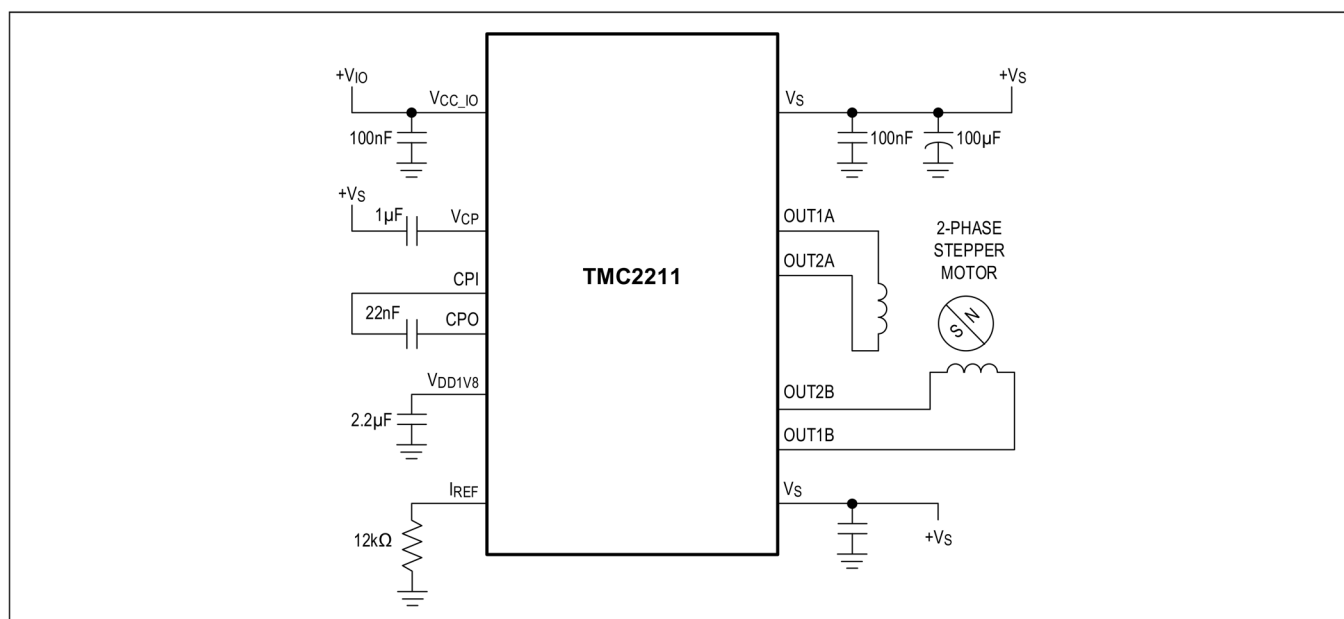 +VIO
VCC_IO
100nF
+VS
1µF
VCP
CPI
22nF
CPO
VDD1V8
2.2µF
IREF
12kΩ
TMC2211
VS
+VS
100nF
100µF
OUT1A
OUT2A
2-PHASE
STEPPER
MOTOR
S N
OUT2B
OUT1B
VS
+VS